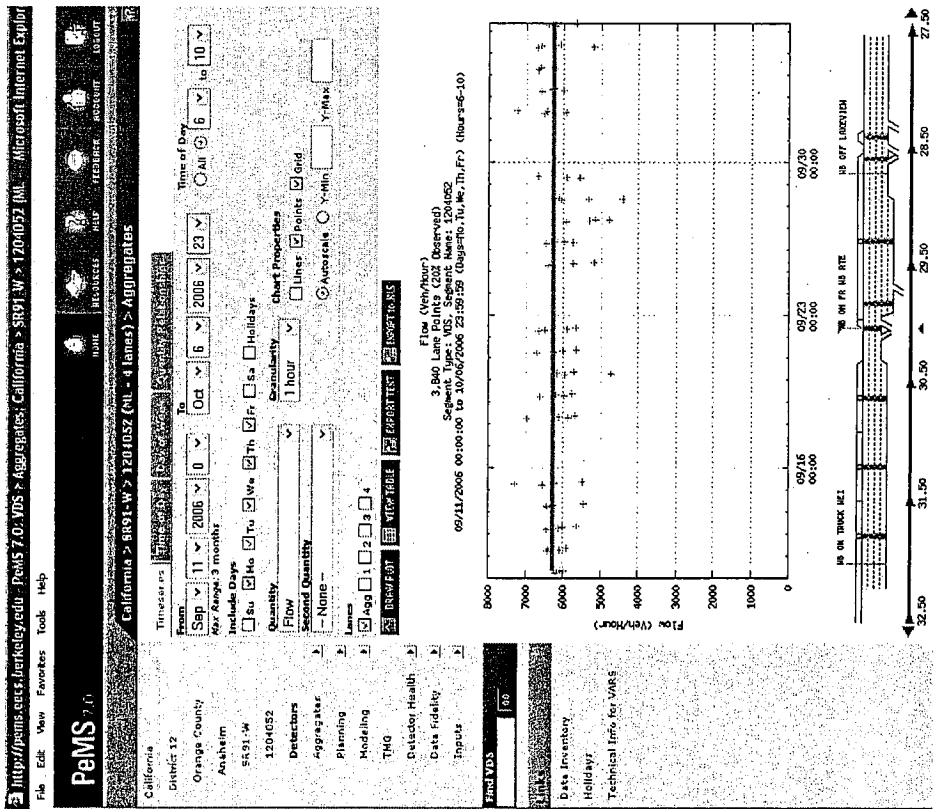 http://pems.eecs.berkeley.edu - PeMS 7.0: VDS > Aggregates; California > SR91-W > 1204052 (ML - Microsoft Internet Explor
File Edit View Favorites Tools Help
PeMS 7.0
HOME RESOURCES HELP FEEDBACK ACCOUNT LOGOUT
California > SR91-W > 1204052 (ML - 4 lanes) > Aggregates
California
District 12
Orange County
Anaheim
SR91-W
1204052
Detectors
Aggregates
Planning
Modeling
TMG
Detector Health
Data Fidelity
Inputs
Find VDS
GO
Links
Data Inventory
Holidays
Technical Info for VARS
Timeseries
From
Sep 11 2006 0
Max Range: 3 months
To
Oct 6 2006 23
Time of Day
All 6 to 10
Include Days
Su Mo Tu We Th Fr Sa Holidays
Quantity
Flow
Granularity
1 hour
Second Quantity
-- None --
Chart Properties
Lines Points Grid
Autoscale Y-Min Y-Max
Lanes
Agg 1 2 3 4
DRAW PLOT VIEW TABLE EXPORT TEXT EXPORT TO XLS
Flow (Veh/Hour)
3,840 Lane Points (20% Observed)
Segment Type: VDS, Segment Name: 1204052
09/11/2006 00:00:00 to 10/06/2006 23:59:59 (Days=Mo,Tu,We,Th,Fr) (Hours=6-10)
Flow (Veh/Hour)
8000
7000
6000
5000
4000
3000
2000
1000
0
09/16 00:00
09/23 00:00
09/30 00:00
WB ON TRUCK WEI
WB ON FR WB RTE
WB OFF LAKEVIEW
32.50 31.50 30.50 29.50 28.50 27.50